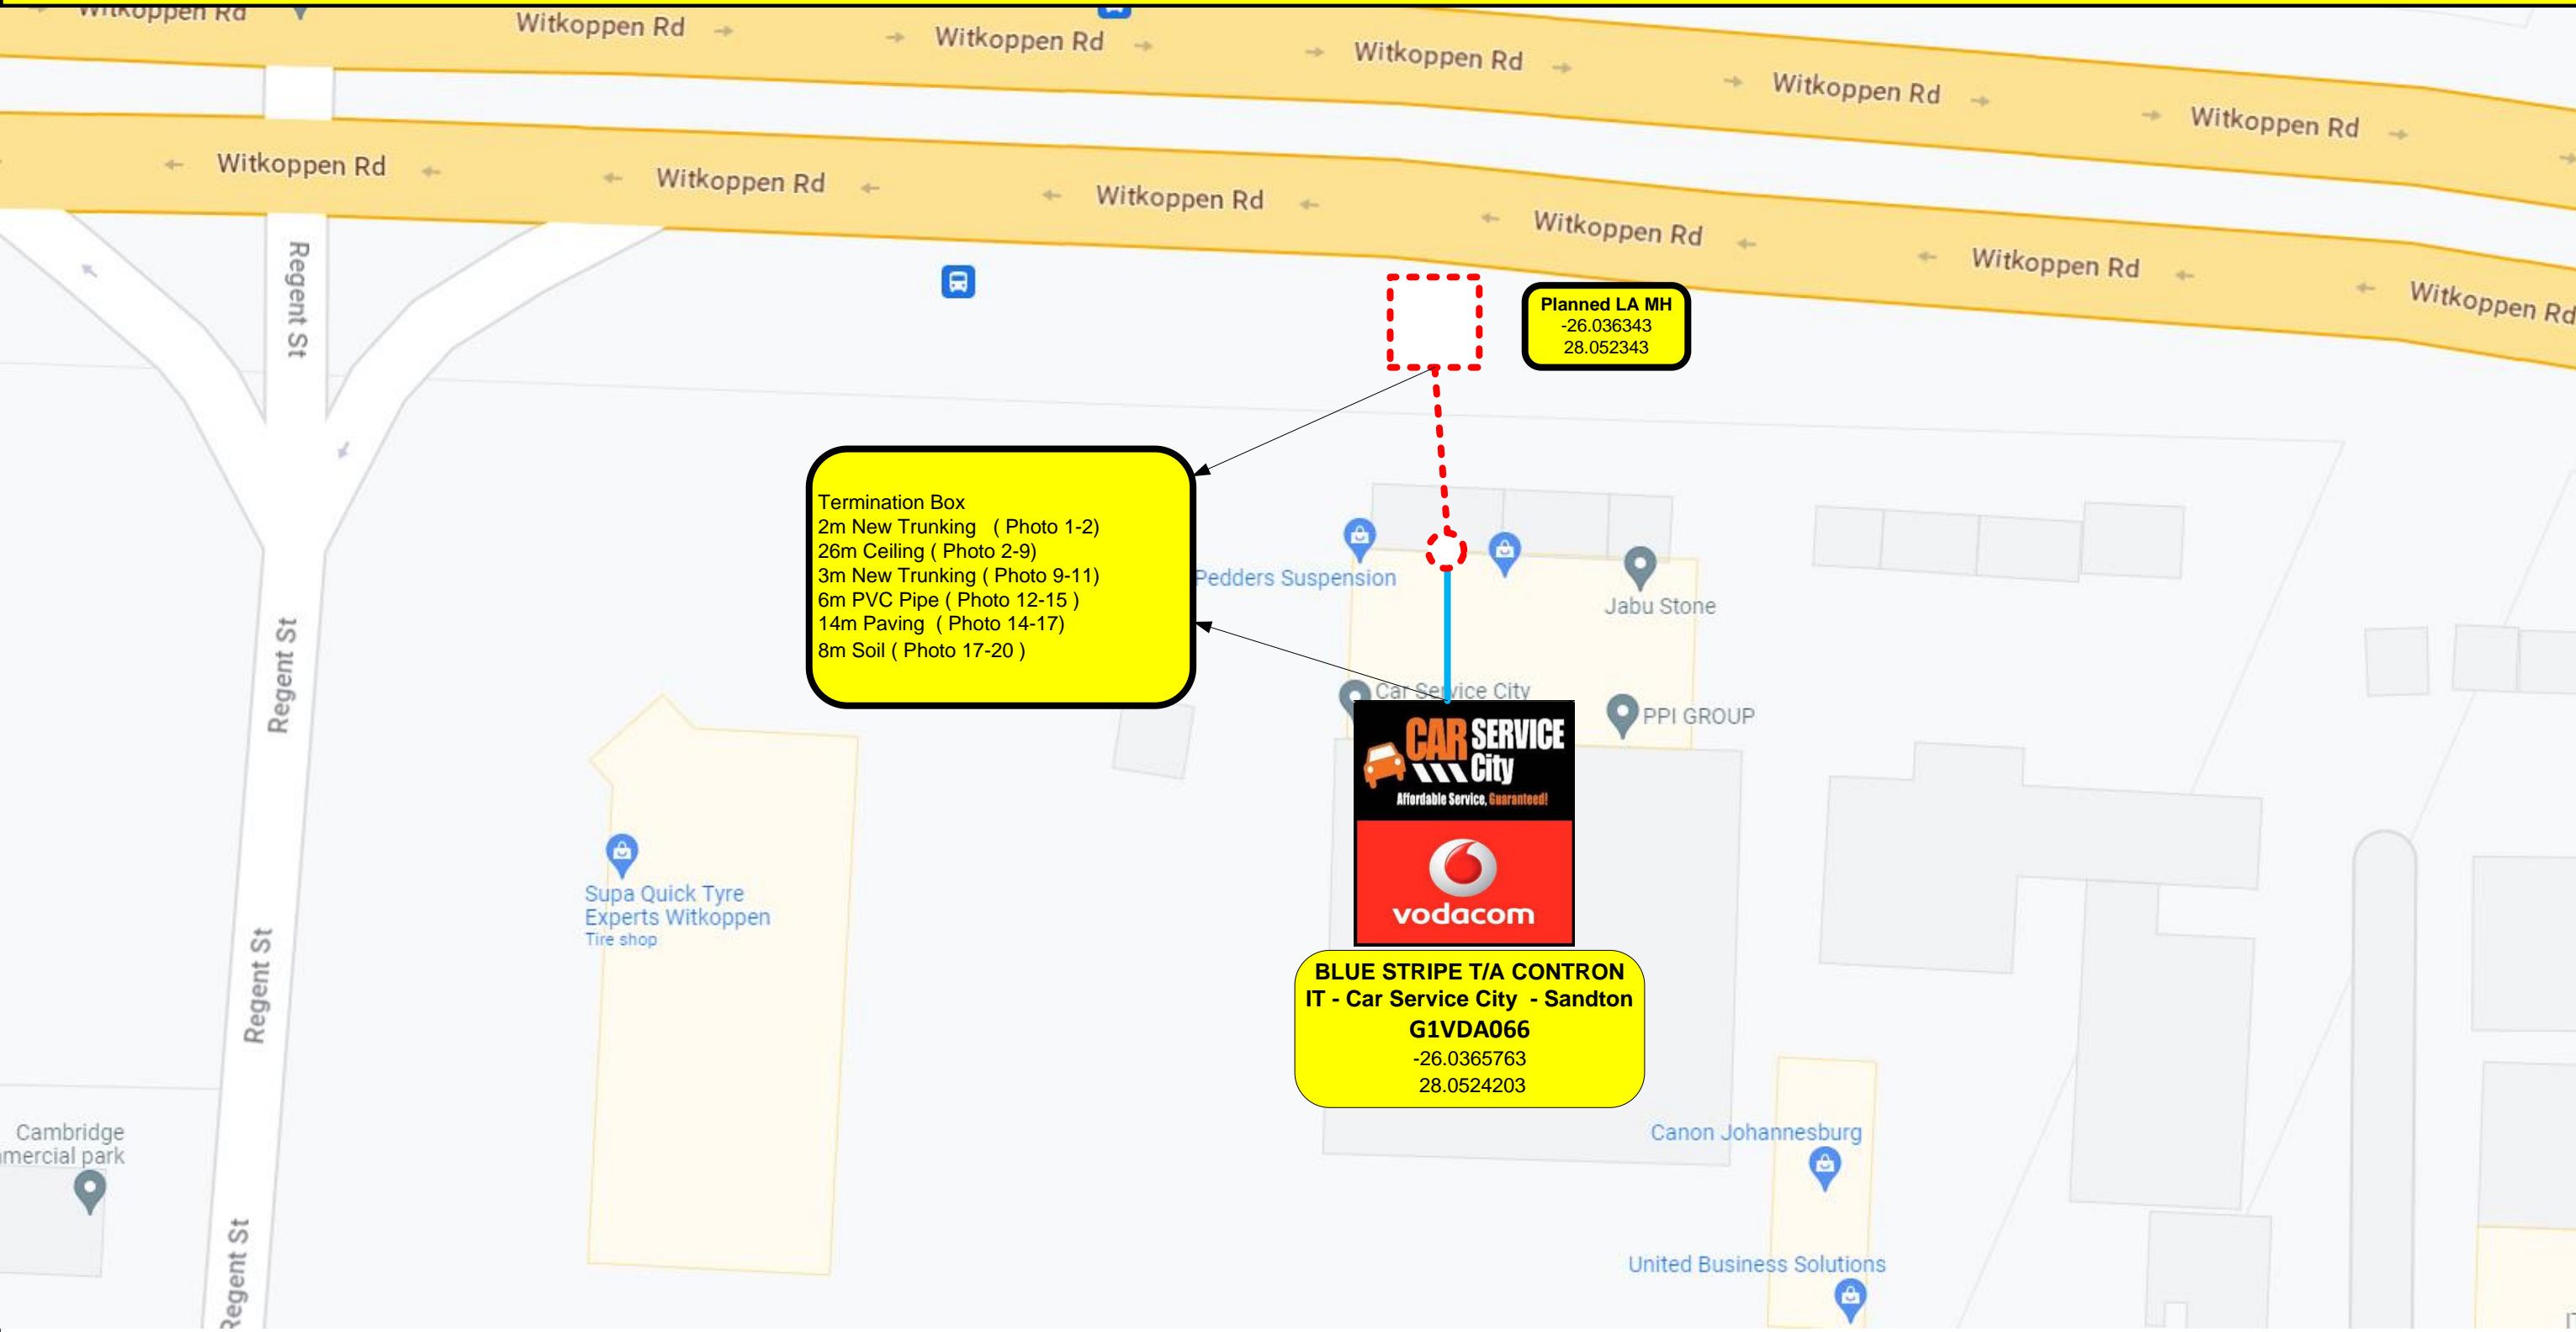 Witkoppen Rd
Witkoppen Rd
Witkoppen Rd
Witkoppen Rd
Witkoppen Rd
Witkoppen Rd
Witkoppen Rd
Witkoppen Rd
Witkoppen Rd
Witkoppen Rd
Witkoppen Rd
Witkoppen Rd
Regent St
Planned LA MH
-26.036343
28.052343
Termination Box
2m New Trunking ( Photo 1-2)
26m Ceiling ( Photo 2-9)
3m New Trunking ( Photo 9-11)
6m PVC Pipe ( Photo 12-15 )
14m Paving ( Photo 14-17)
8m Soil ( Photo 17-20 )
Pedders Suspension
Jabu Stone
Regent St
Car Service City
PPI GROUP
CAR SERVICE
City
Affordable Service, Guaranteed!
vodacom
Supa Quick Tyre
Experts Witkoppen
Tire shop
Regent St
BLUE STRIPE T/A CONTRON
IT - Car Service City - Sandton
G1VDA066
-26.0365763
28.0524203
Cambridge
mercial park
Canon Johannesburg
Regent St
United Business Solutions